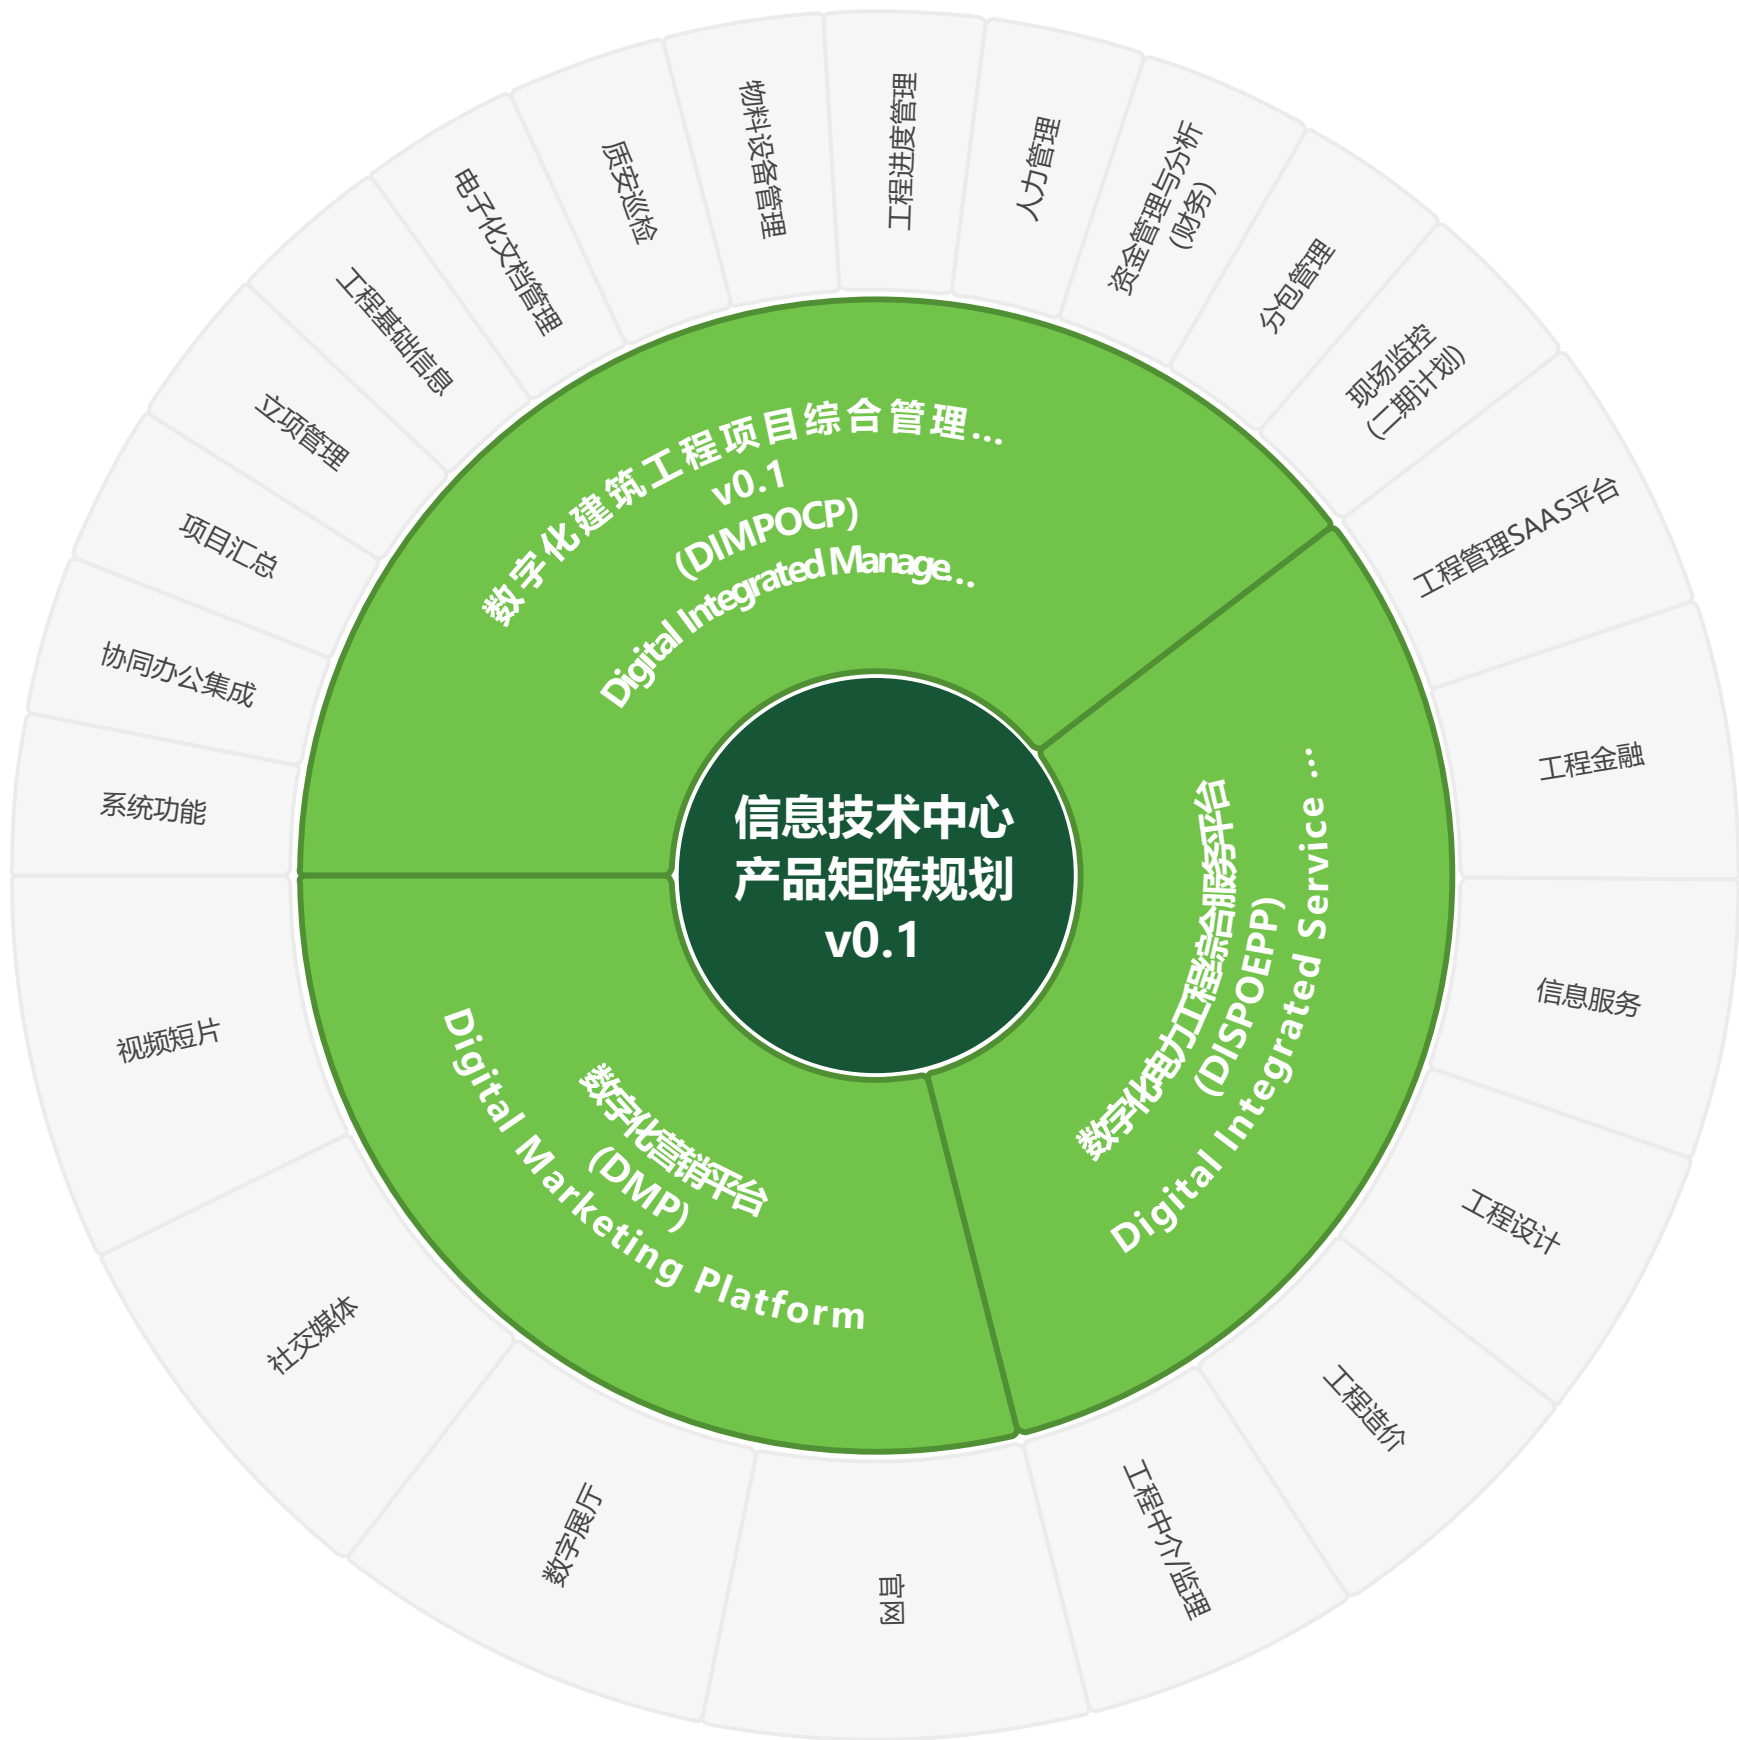 信息技术中心
产品矩阵规划
v0.1
数字化建筑工程项目综合管理...
v0.1
(DIMPOCP)
Digital Integrated Manage...
系统功能
协同办公集成
项目汇总
立项管理
工程基础信息
电子化文档管理
质安巡检
物料设备管理
工程进度管理
人力管理
资金管理与分析
(财务)
分包管理
现场监控
(二期计划)
数字化电力工程综合服务平台
(DISPOEPP)
Digital Integrated Service ...
工程管理SAAS平台
工程金融
信息服务
工程设计
工程造价
工程中介/监理
数字化营销平台
(DMP)
Digital Marketing Platform
官网
数字展厅
社交媒体
视频短片